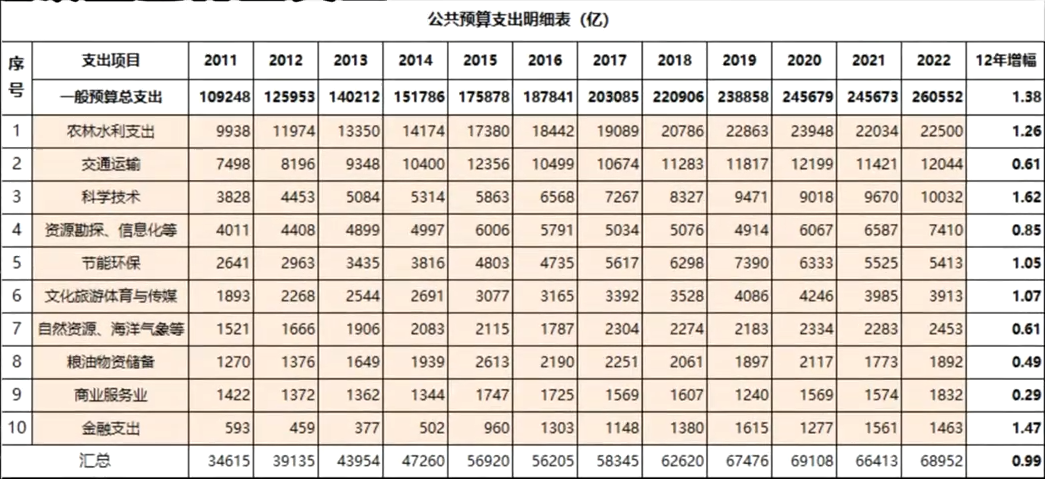 公共预算支出明细表（亿）
序号 支出项目 2011 2012 2013 2014 2015 2016 2017 2018 2019 2020 2021 2022 12年增幅
一般预算总支出 109248 125953 140212 151786 175878 187841 203085 220906 238858 245679 245673 260552 1.38
1 农林水利支出 9938 11974 13350 14174 17380 18442 19089 20786 22863 23948 22034 22500 1.26
2 交通运输 7498 8196 9348 10400 12356 10499 10674 11283 11817 12199 11421 12044 0.61
3 科学技术 3828 4453 5084 5314 5863 6568 7267 8327 9471 9018 9670 10032 1.62
4 资源勘探、信息化等 4011 4408 4899 4997 6006 5791 5034 5076 4914 6067 6587 7410 0.85
5 节能环保 2641 2963 3435 3816 4803 4735 5617 6298 7390 6333 5525 5413 1.05
6 文化旅游体育与传媒 1893 2268 2544 2691 3077 3165 3392 3528 4086 4246 3985 3913 1.07
7 自然资源、海洋气象等 1521 1666 1906 2083 2115 1787 2304 2274 2183 2334 2283 2453 0.61
8 粮油物资储备 1270 1376 1649 1939 2613 2190 2251 2061 1897 2117 1773 1892 0.49
9 商业服务业 1422 1372 1362 1344 1747 1725 1569 1607 1240 1569 1574 1832 0.29
10 金融支出 593 459 377 502 960 1303 1148 1380 1615 1277 1561 1463 1.47
汇总 34615 39135 43954 47260 56920 56205 58345 62620 67476 69108 66413 68952 0.99